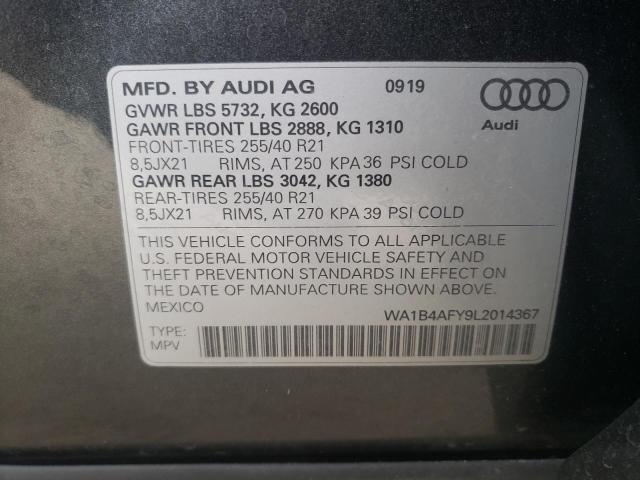 MFD. BY AUDI AG 0919
GVWR LBS 5732, KG 2600
GAWR FRONT LBS 2888, KG 1310
FRONT-TIRES 255/40 R21
8,5JX21 RIMS, AT 250 KPA 36 PSI COLD
GAWR REAR LBS 3042, KG 1380
REAR-TIRES 255/40 R21
8,5JX21 RIMS, AT 270 KPA 39 PSI COLD
Audi
THIS VEHICLE CONFORMS TO ALL APPLICABLE
U.S. FEDERAL MOTOR VEHICLE SAFETY AND
THEFT PREVENTION STANDARDS IN EFFECT ON
THE DATE OF MANUFACTURE SHOWN ABOVE.
MEXICO WA1B4AFY9L2014367
TYPE:
MPV